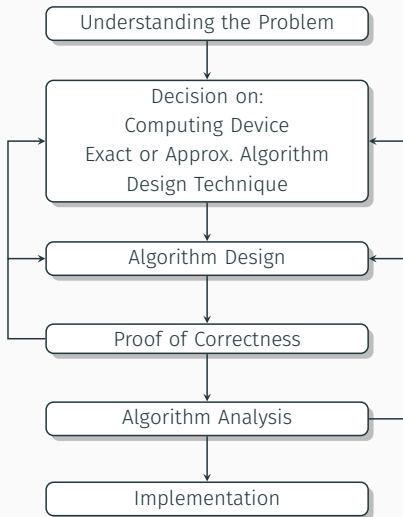 Understanding the Problem
Decision on:
Computing Device
Exact or Approx. Algorithm
Design Technique
Algorithm Design
Proof of Correctness
Algorithm Analysis
Implementation